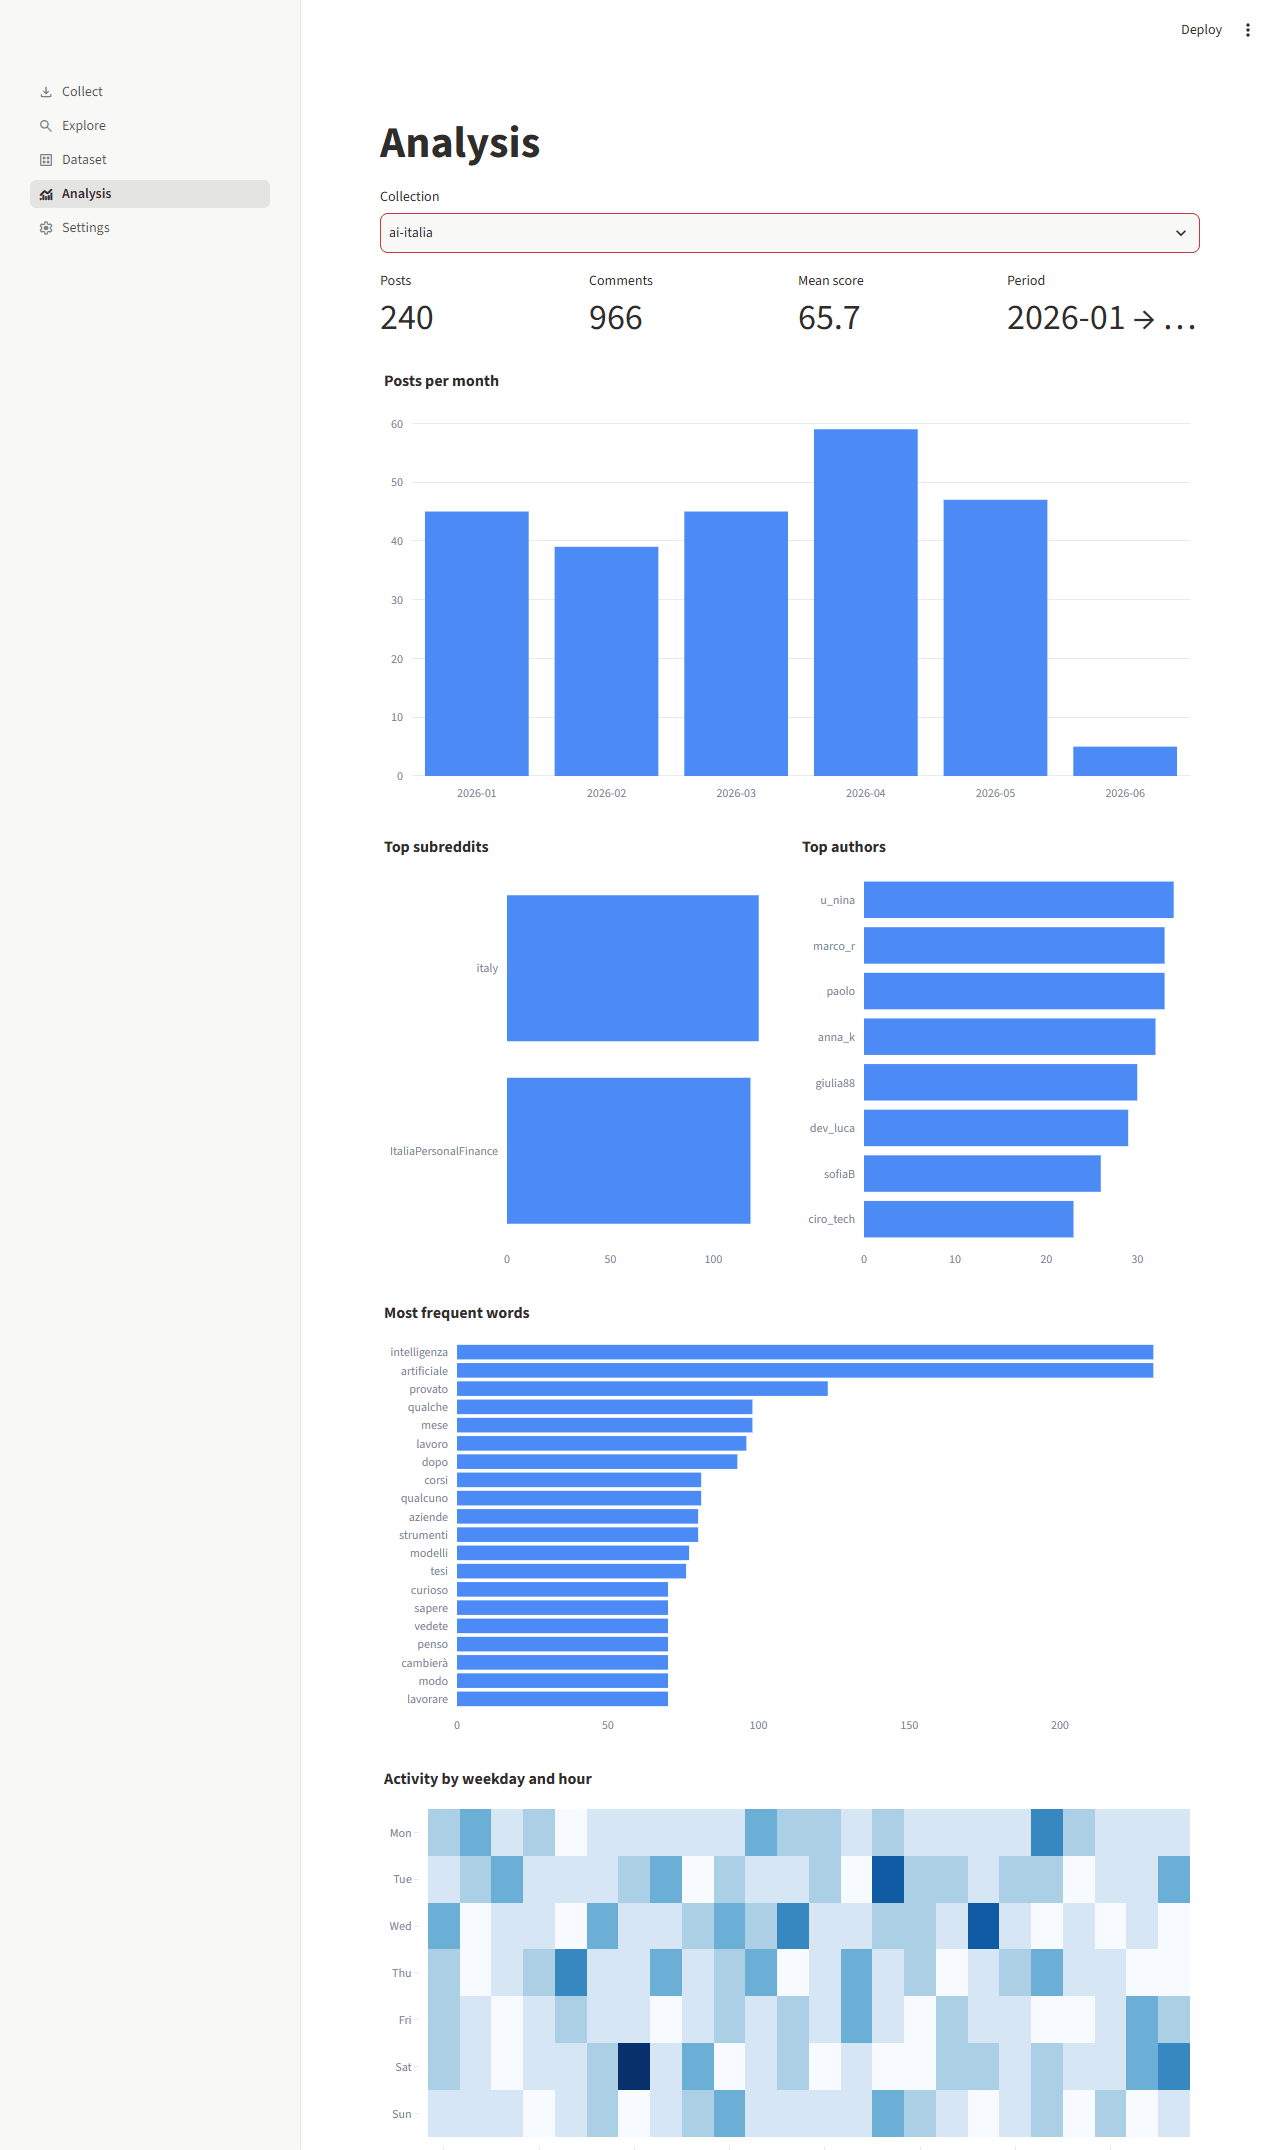 Deploy
Collect
Explore
Dataset
Analysis
Settings
Analysis
Collection
ai-italia
Posts Comments Mean score Period
240 966 65.7 2026-01 → ...
Posts per month
60
50
40
30
20
10
0
2026-01 2026-02 2026-03 2026-04 2026-05 2026-06
Top subreddits
italy
ItaliaPersonalFinance
0 50 100
Top authors
u_nina
marco_r
paolo
anna_k
giulia88
dev_luca
sofiaB
ciro_tech
0 10 20 30
Most frequent words
intelligenza
artificiale
provato
qualche
mese
lavoro
dopo
corsi
qualcuno
aziende
strumenti
modelli
tesi
curioso
sapere
vedete
penso
cambierà
modo
lavorare
0 50 100 150 200
Activity by weekday and hour
Mon
Tue
Wed
Thu
Fri
Sat
Sun